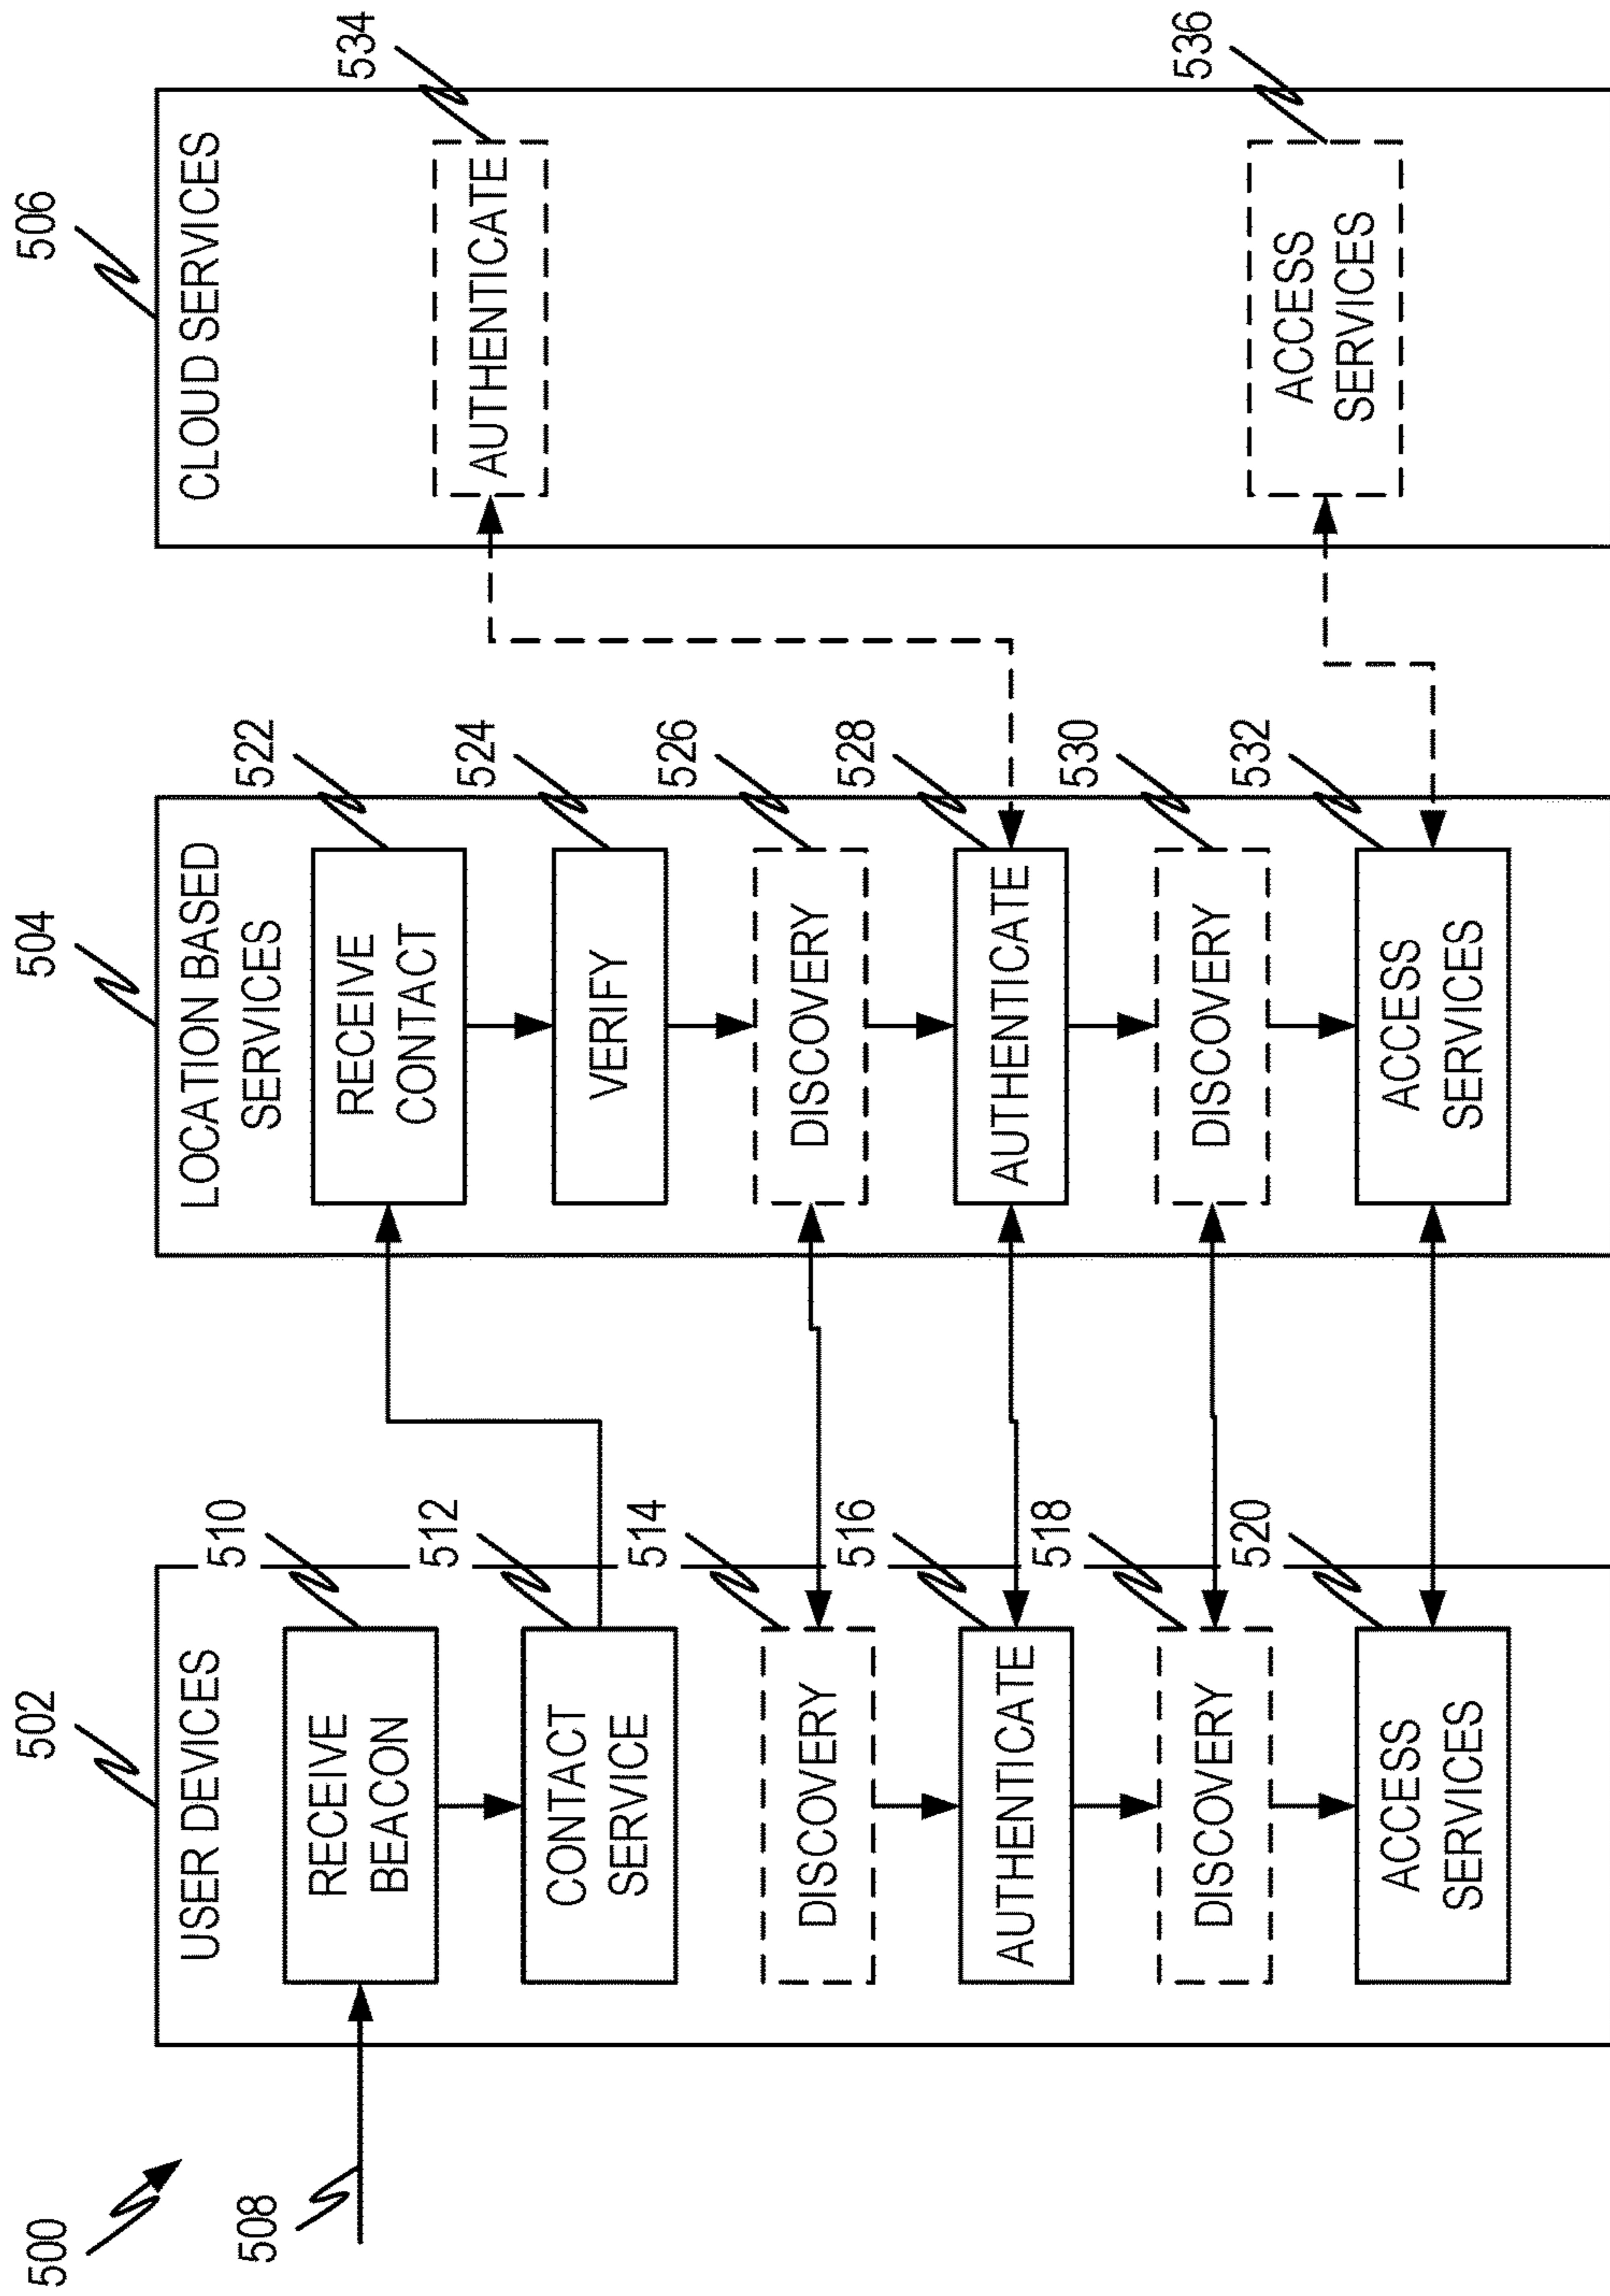 500
508
502
USER DEVICES
510
RECEIVE
BEACON
512
CONTACT
SERVICE
514
DISCOVERY
516
AUTHENTICATE
518
DISCOVERY
520
ACCESS
SERVICES
504
LOCATION BASED
SERVICES
522
RECEIVE
CONTACT
524
VERIFY
526
DISCOVERY
528
AUTHENTICATE
530
DISCOVERY
532
ACCESS
SERVICES
506
CLOUD SERVICES
534
AUTHENTICATE
536
ACCESS
SERVICES